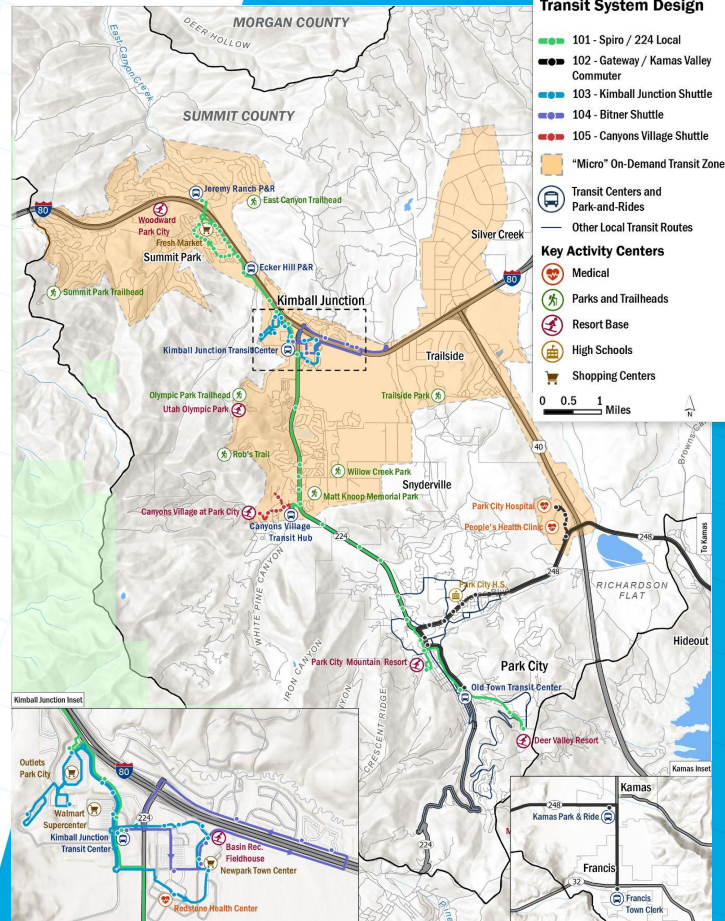 Transit System Design
101 - Spiro / 224 Local
102 - Gateway / Kamas Valley
Commuter
103 - Kimball Junction Shuttle
104 - Bitner Shuttle
105 - Canyons Village Shuttle
"Micro" On-Demand Transit Zone
Transit Centers and
Park-and-Rides
Other Local Transit Routes
Key Activity Centers
Medical
Parks and Trailheads
Resort Base
High Schools
Shopping Centers
0 0.5 1
Miles
N
MORGAN COUNTY
DEER HOLLOW
East Canyon Creek
SUMMIT COUNTY
Jeremy Ranch P&R
East Canyon Trailhead
80
Woodward
Park City
Fresh Market
Summit Park
Silver Creek
Ecker Hill P&R
80
Summit Park Trailhead
Kimball Junction
Kimball Junction Transit Center
Trailside
Olympic Park Trailhead
Utah Olympic Park
Trailside Park
40
Rob's Trail
Willow Creek Park
Snyderville
Matt Knoop Memorial Park
Canyons Village at Park City
Canyons Village
Transit Hub
Park City Hospital
People's Health Clinic
224
248
248
To Kamas
WHITE PINE CANYON
Park City H.S.
RICHARDSON
FLAT
IRON CANYON
Hideout
Park City Mountain Resort
Park City
Old Town Transit Center
CRESCENT RIDGE
Deer Valley Resort
224
Kimball Junction Inset
Outlets
Park City
80
Walmart
Supercenter
224
Kimball Junction
Transit Center
Basin Rec.
Fieldhouse
Newpark Town Center
Redstone Health Center
Kamas Inset
Kamas
248
Kamas Park & Ride
Francis
32
Francis
Town Clerk